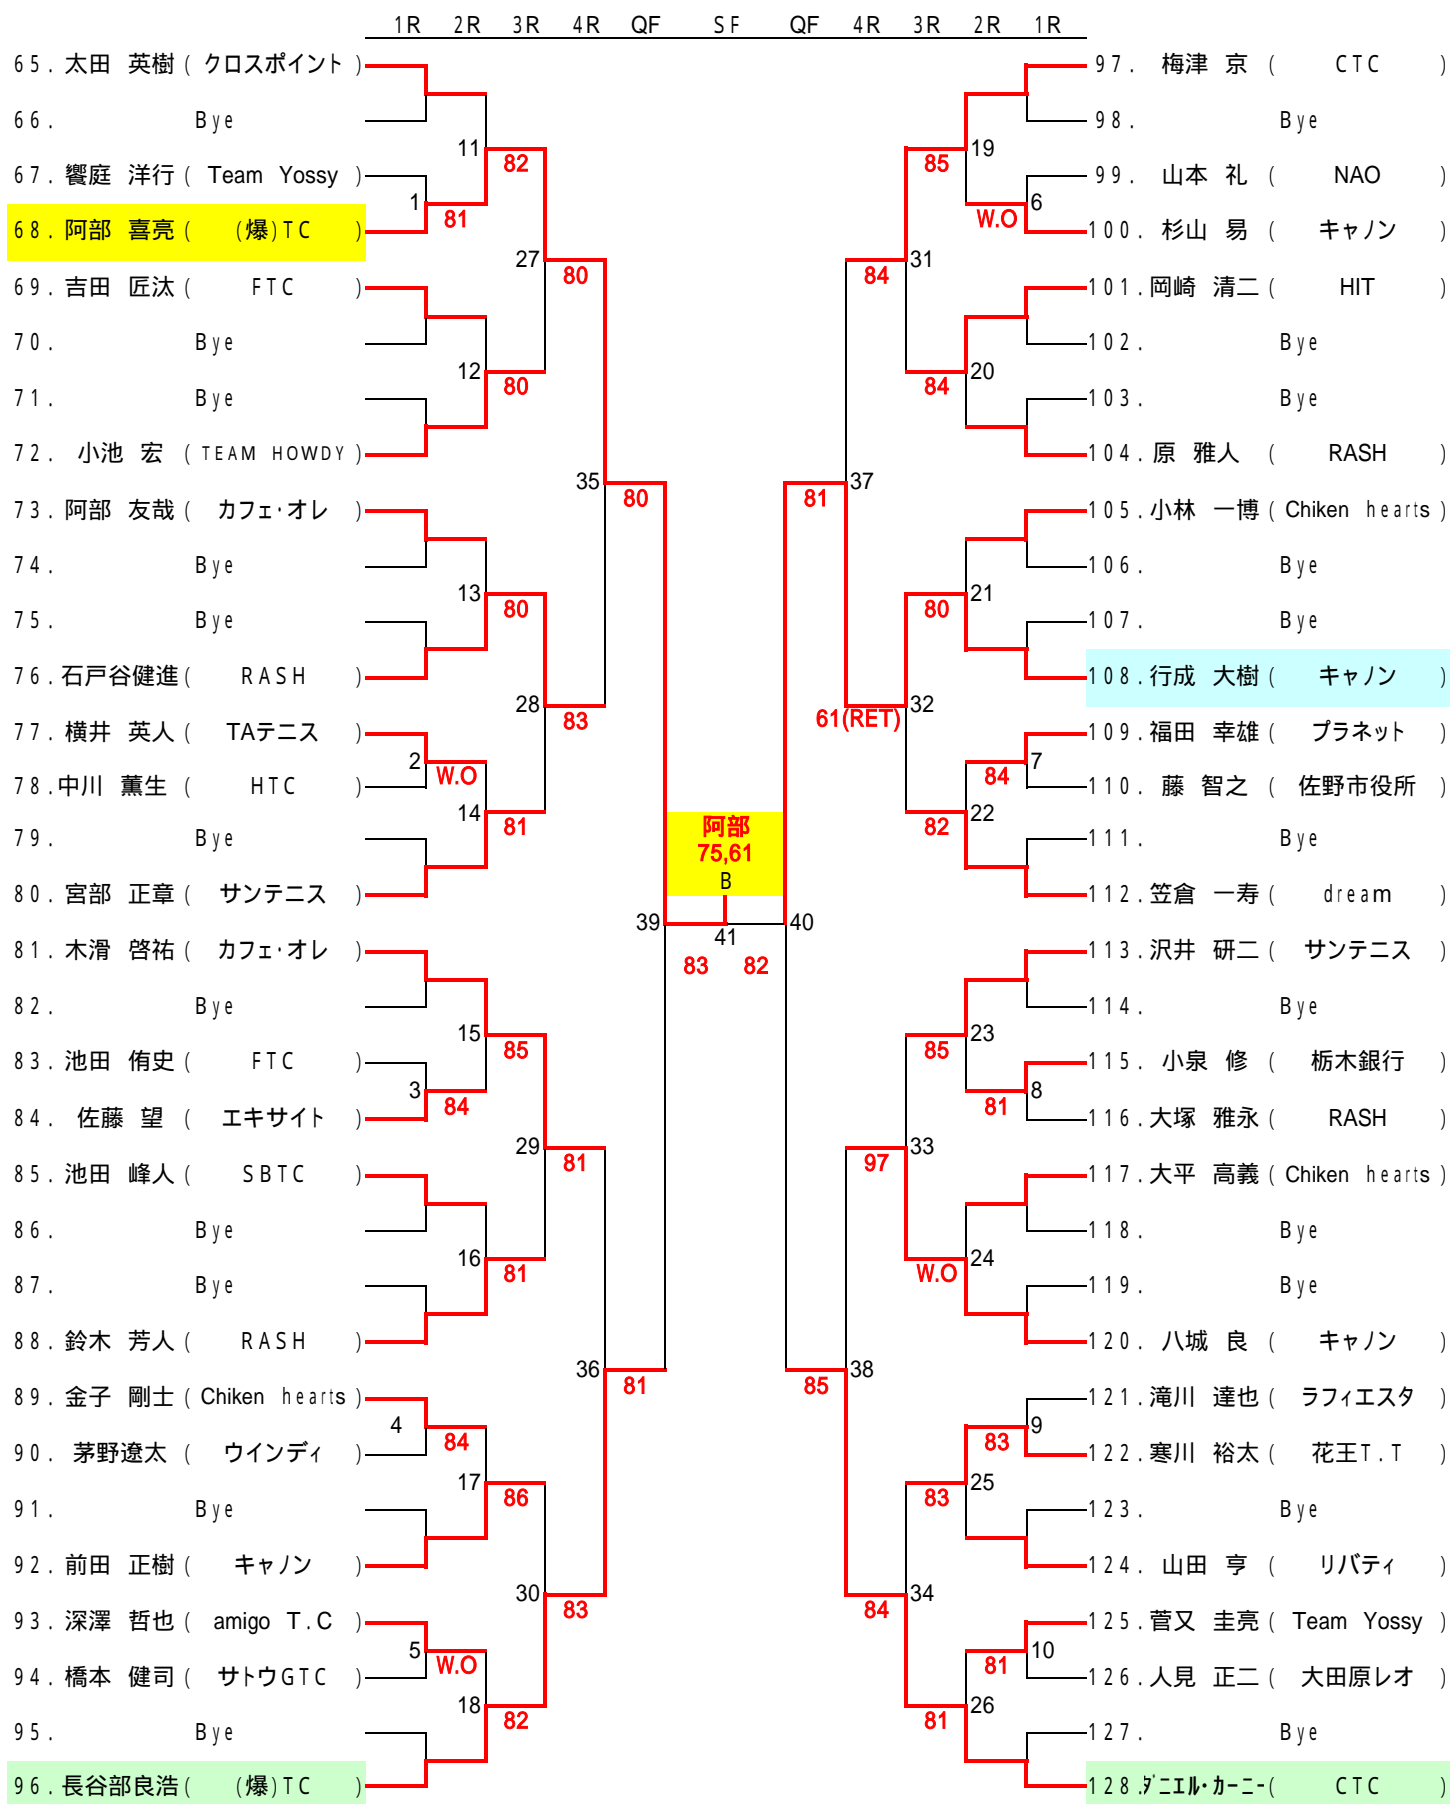 1R 2R 3R 4R QF SF QF 4R 3R 2R 1R
65. 太田 英樹 ( クロスポイント )
66. Bye
67. 饗庭 洋行 ( Team Yossy )
68. 阿部 喜亮 ( (爆)TC )
69. 吉田 匠汰 ( FTC )
70. Bye
71. Bye
72. 小池 宏 ( TEAM HOWDY )
73. 阿部 友哉 ( カフェ・オレ )
74. Bye
75. Bye
76. 石戸谷健進 ( RASH )
77. 横井 英人 ( TAテニス )
78. 中川 薫生 ( HTC )
79. Bye
80. 宮部 正章 ( サンテニス )
81. 木滑 啓祐 ( カフェ・オレ )
82. Bye
83. 池田 侑史 ( FTC )
84. 佐藤 望 ( エキサイト )
85. 池田 峰人 ( SBTC )
86. Bye
87. Bye
88. 鈴木 芳人 ( RASH )
89. 金子 剛士 ( Chiken hearts )
90. 茅野遼太 ( ウインディ )
91. Bye
92. 前田 正樹 ( キャノン )
93. 深澤 哲也 ( amigo T.C )
94. 橋本 健司 ( サトウGTC )
95. Bye
96. 長谷部良浩 ( (爆)TC )
1 81
2 W.O
3 84
4 84
5 W.O
11 82
12 80
13 80
14 81
15 85
16 81
17 86
18 82
27 80
28 83
29 81
30 83
35 80
36 81
39
阿部
75,61
B
41
83 82
40
81 37
85 38
84 31
61(RET) 32
97 33
84 34
85 19
84 20
80 21
82 22
85 23
W.O 24
83 25
81 26
W.O 6
84 7
81 8
83 9
81 10
97. 梅津 京 ( CTC )
98. Bye
99. 山本 礼 ( NAO )
100. 杉山 易 ( キャノン )
101. 岡崎 清二 ( HIT )
102. Bye
103. Bye
104. 原 雅人 ( RASH )
105. 小林 一博 ( Chiken hearts )
106. Bye
107. Bye
108. 行成 大樹 ( キャノン )
109. 福田 幸雄 ( プラネット )
110. 藤 智之 ( 佐野市役所 )
111. Bye
112. 笠倉 一寿 ( dream )
113. 沢井 研二 ( サンテニス )
114. Bye
115. 小泉 修 ( 栃木銀行 )
116. 大塚 雅永 ( RASH )
117. 大平 高義 ( Chiken hearts )
118. Bye
119. Bye
120. 八城 良 ( キャノン )
121. 滝川 達也 ( ラフィエスタ )
122. 寒川 裕太 ( 花王T.T )
123. Bye
124. 山田 亨 ( リバティ )
125. 菅又 圭亮 ( Team Yossy )
126. 人見 正二 ( 大田原レオ )
127. Bye
128. ダニエル・カーニー ( CTC )